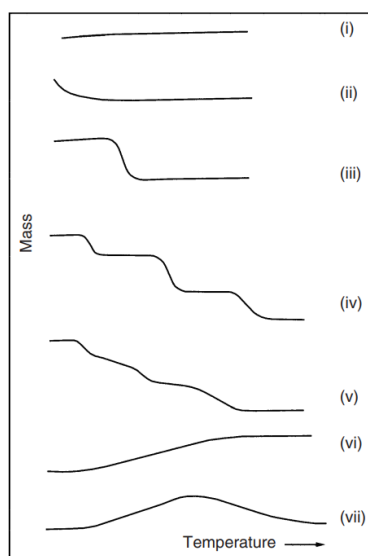 (i)
(ii)
(iii)
Mass
(iv)
(v)
(vi)
(vii)
Temperature